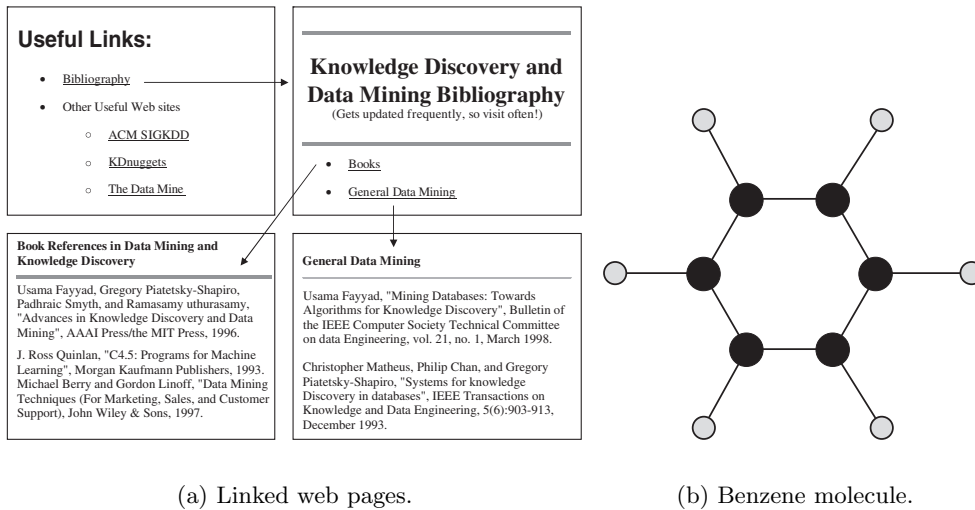 Useful Links:
• Bibliography
• Other Useful Web sites
○ ACM SIGKDD
○ KDnuggets
○ The Data Mine
Knowledge Discovery and
Data Mining Bibliography
(Gets updated frequently, so visit often!)
• Books
• General Data Mining
Book References in Data Mining and
Knowledge Discovery
Usama Fayyad, Gregory Piatetsky-Shapiro,
Padhraic Smyth, and Ramasamy uthurasamy,
"Advances in Knowledge Discovery and Data
Mining", AAAI Press/the MIT Press, 1996.
J. Ross Quinlan, "C4.5: Programs for Machine
Learning", Morgan Kaufmann Publishers, 1993.
Michael Berry and Gordon Linoff, "Data Mining
Techniques (For Marketing, Sales, and Customer
Support), John Wiley & Sons, 1997.
General Data Mining
Usama Fayyad, "Mining Databases: Towards
Algorithms for Knowledge Discovery", Bulletin of
the IEEE Computer Society Technical Committee
on data Engineering, vol. 21, no. 1, March 1998.
Christopher Matheus, Philip Chan, and Gregory
Piatetsky-Shapiro, "Systems for knowledge
Discovery in databases", IEEE Transactions on
Knowledge and Data Engineering, 5(6):903-913,
December 1993.
(a) Linked web pages.
(b) Benzene molecule.